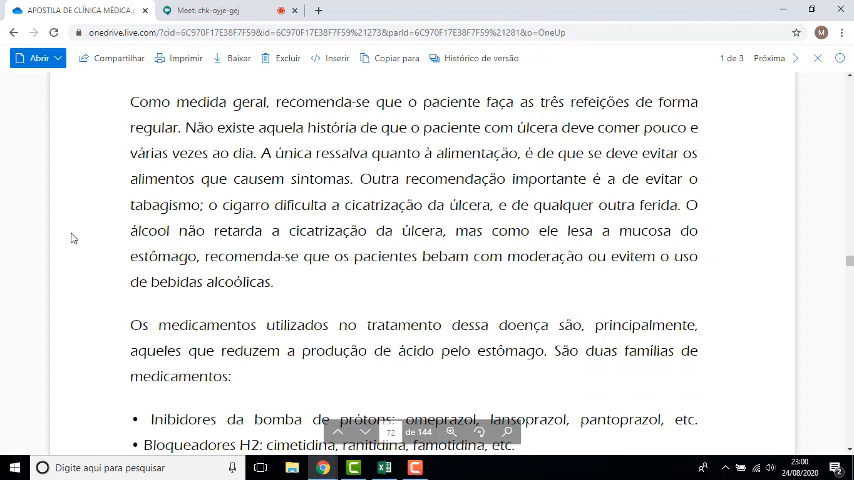 APOSTILA DE CLÍNICA MÉDICA
Meet: chk-oyje-gej
onedrive.live.com/?cid=6C970F17E38F7F59&id=6C970F17E38F7F59%21273&parId=6C970F17E38F7F59%21281&o=OneUp
Abrir Compartilhar Imprimir Baixar Excluir Inserir Copiar para Histórico de versão 1 de 3 Próxima
Como medida geral, recomenda-se que o paciente faça as três refeições de forma
regular. Não existe aquela história de que o paciente com úlcera deve comer pouco e
várias vezes ao dia. A única ressalva quanto à alimentação, é de que se deve evitar os
alimentos que causem sintomas. Outra recomendação importante é a de evitar o
tabagismo; o cigarro dificulta a cicatrização da úlcera, e de qualquer outra ferida. O
álcool não retarda a cicatrização da úlcera, mas como ele lesa a mucosa do
estômago, recomenda-se que os pacientes bebam com moderação ou evitem o uso
de bebidas alcoólicas.
Os medicamentos utilizados no tratamento dessa doença são, principalmente,
aqueles que reduzem a produção de ácido pelo estômago. São duas famílias de
medicamentos:
• Inibidores da bomba de prótons: omeprazol, lansoprazol, pantoprazol, etc.
72 de 144
• Bloqueadores H2: cimetidina, ranitidina, famotidina, etc.
Digite aqui para pesquisar
23:00
24/08/2020